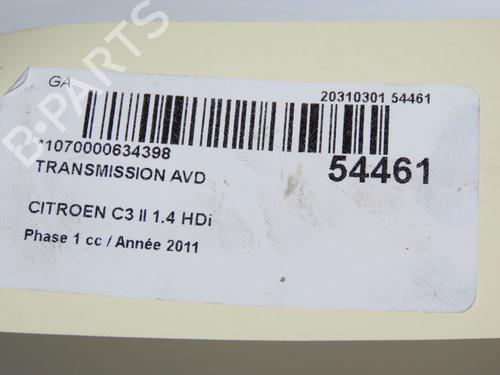 GA
20310301 54461
*1070000634398
54461
TRANSMISSION AVD
CITROEN C3 II 1.4 HDi
Phase 1 cc / Année 2011
B-PARTS